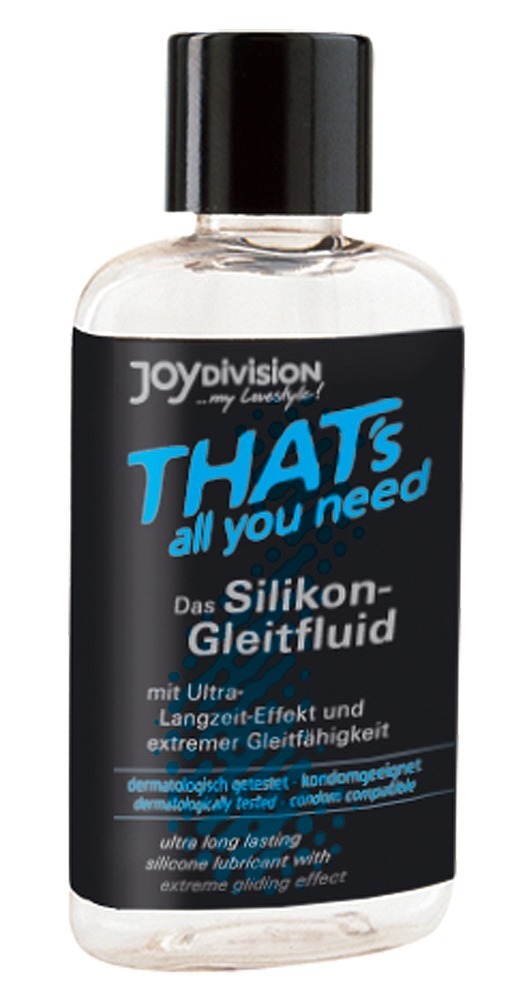 JOYDIVISION
...my Lovestyle!
THAT's
all you need
Das Silikon-
Gleitfluid
mit Ultra-
Langzeit-Effekt und
extremer Gleitfähigkeit
dermatologisch getestet · kondomgeeignet
dermatologically tested · condom compatible
ultra long lasting
silicone lubricant with
extreme gliding effect